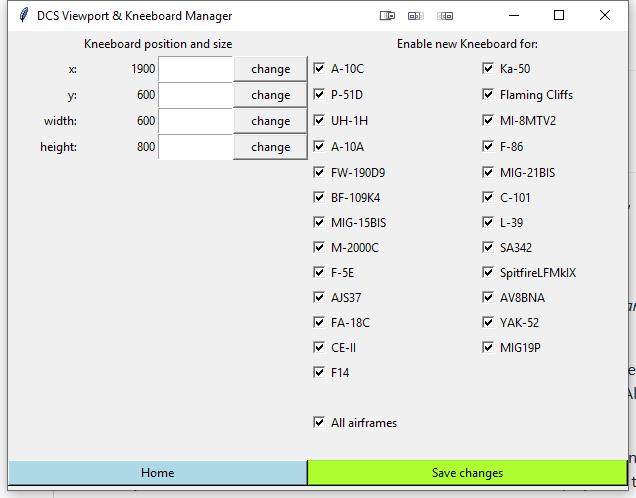 DCS Viewport & Kneeboard Manager
Kneeboard position and size
Enable new Kneeboard for:
x: 1900 change
y: 600 change
width: 600 change
height: 800 change
A-10C Ka-50
P-51D Flaming Cliffs
UH-1H MI-8MTV2
A-10A F-86
FW-190D9 MIG-21BIS
BF-109K4 C-101
MIG-15BIS L-39
M-2000C SA342
F-5E SpitfireLFMkIX
AJS37 AV8BNA
FA-18C YAK-52
CE-II MIG19P
F14
All airframes
Home Save changes